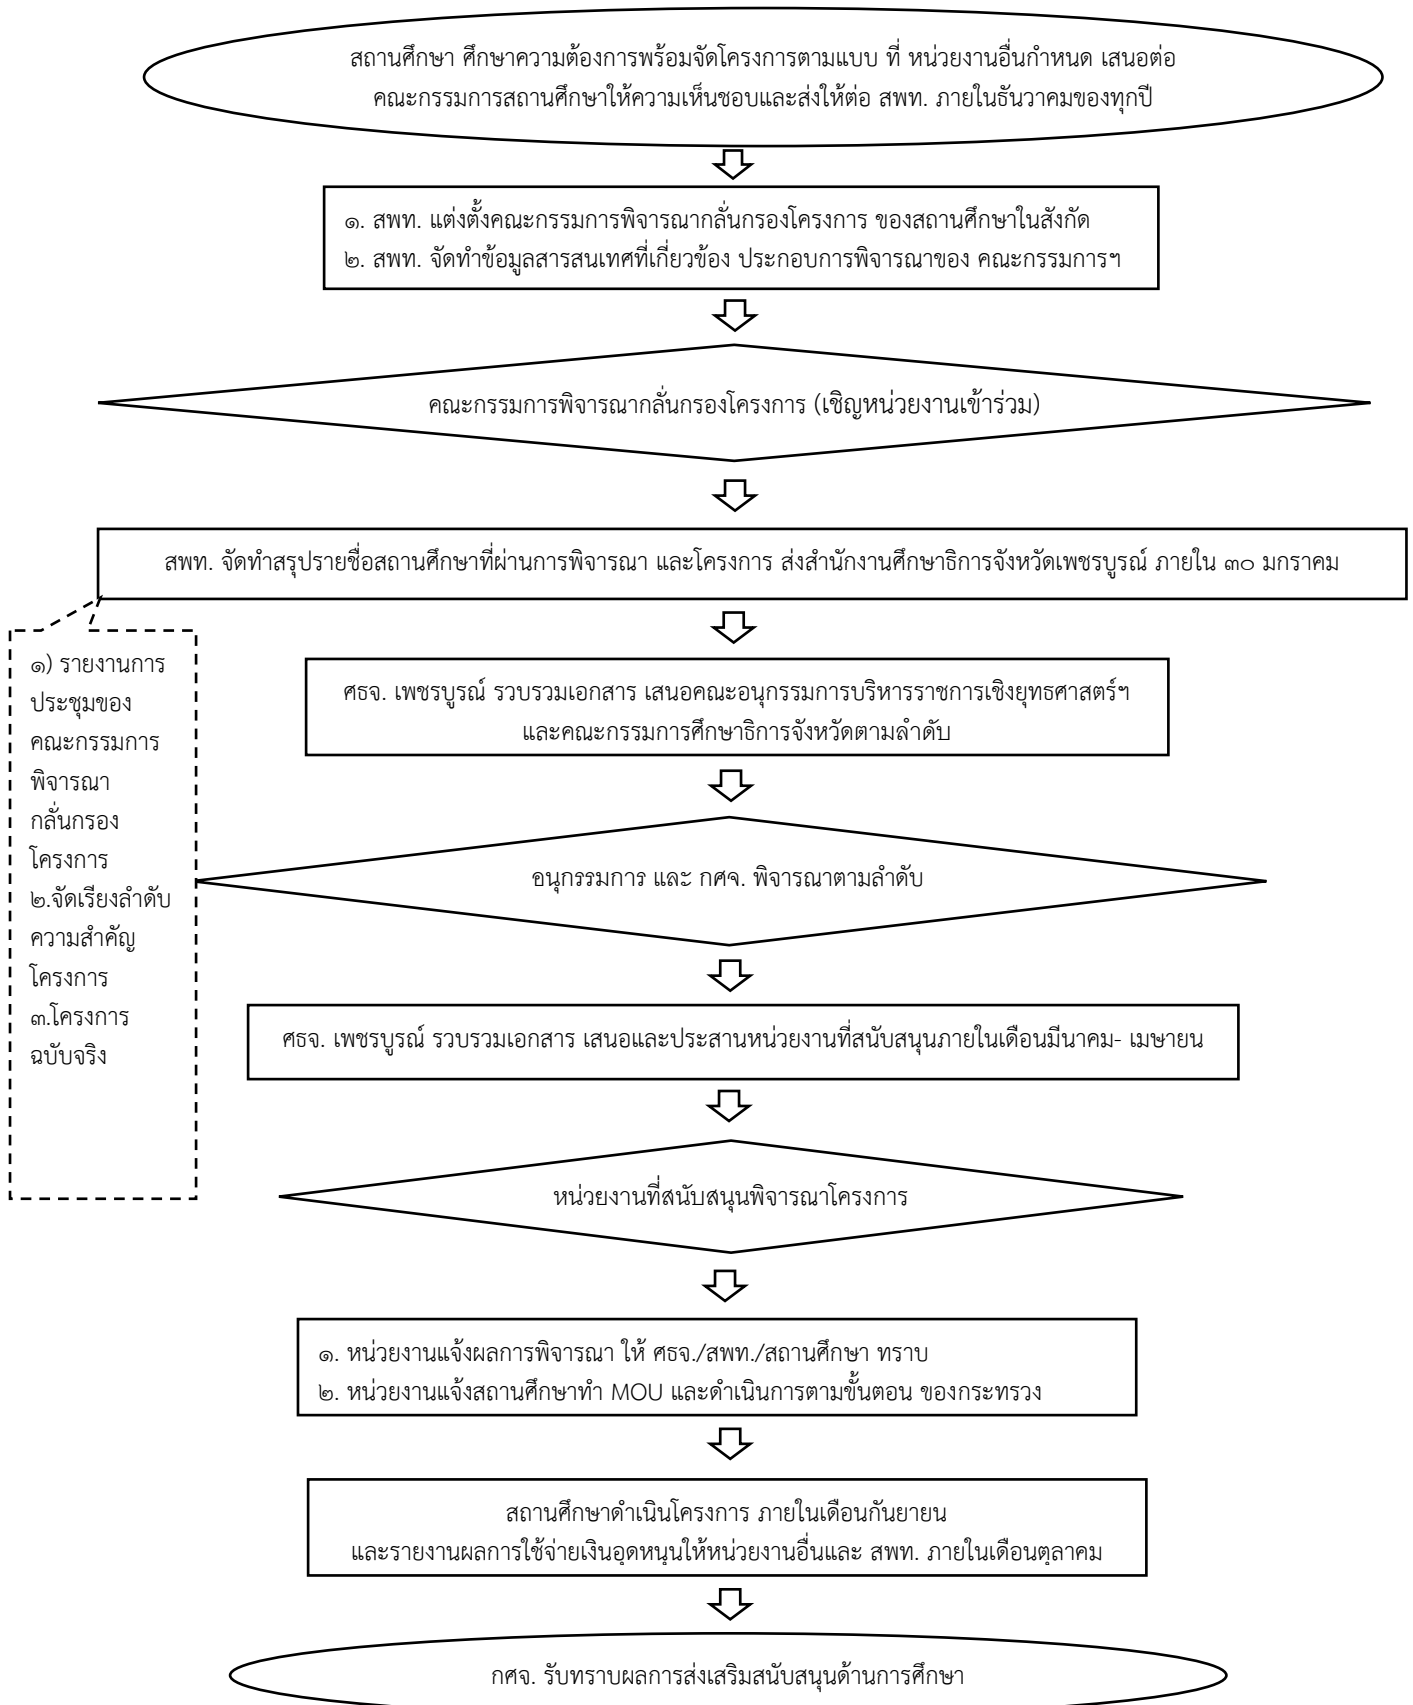 สถานศึกษา ศึกษาความต้องการพร้อมจัดโครงการตามแบบ ที่ หน่วยงานอื่นกำหนด เสนอต่อ
คณะกรรมการสถานศึกษาให้ความเห็นชอบและส่งให้ต่อ สพท. ภายในธันวาคมของทุกปี
๑. สพท. แต่งตั้งคณะกรรมการพิจารณากลั่นกรองโครงการ ของสถานศึกษาในสังกัด
๒. สพท. จัดทำข้อมูลสารสนเทศที่เกี่ยวข้อง ประกอบการพิจารณาของ คณะกรรมการฯ
คณะกรรมการพิจารณากลั่นกรองโครงการ (เชิญหน่วยงานเข้าร่วม)
สพท. จัดทำสรุปรายชื่อสถานศึกษาที่ผ่านการพิจารณา และโครงการ ส่งสำนักงานศึกษาธิการจังหวัดเพชรบูรณ์ ภายใน ๓๐ มกราคม
๑) รายงานการ
ประชุมของ
คณะกรรมการ
พิจารณา
กลั่นกรอง
โครงการ
๒.จัดเรียงลำดับ
ความสำคัญ
โครงการ
๓.โครงการ
ฉบับจริง
ศธจ. เพชรบูรณ์ รวบรวมเอกสาร เสนอคณะอนุกรรมการบริหารราชการเชิงยุทธศาสตร์ฯ
และคณะกรรมการศึกษาธิการจังหวัดตามลำดับ
อนุกรรมการ และ กศจ. พิจารณาตามลำดับ
ศธจ. เพชรบูรณ์ รวบรวมเอกสาร เสนอและประสานหน่วยงานที่สนับสนุนภายในเดือนมีนาคม- เมษายน
หน่วยงานที่สนับสนุนพิจารณาโครงการ
๑. หน่วยงานแจ้งผลการพิจารณา ให้ ศธจ./สพท./สถานศึกษา ทราบ
๒. หน่วยงานแจ้งสถานศึกษาทำ MOU และดำเนินการตามขั้นตอน ของกระทรวง
สถานศึกษาดำเนินโครงการ ภายในเดือนกันยายน
และรายงานผลการใช้จ่ายเงินอุดหนุนให้หน่วยงานอื่นและ สพท. ภายในเดือนตุลาคม
กศจ. รับทราบผลการส่งเสริมสนับสนุนด้านการศึกษา